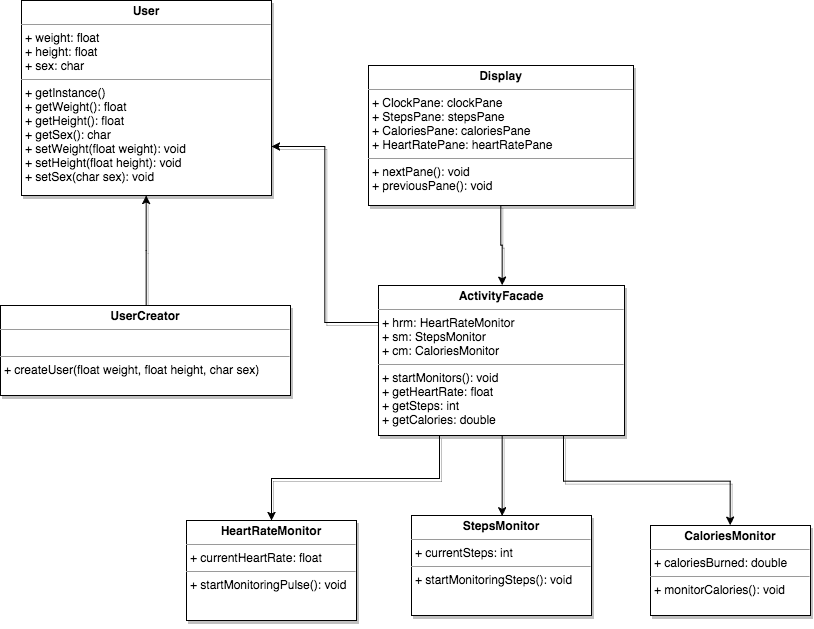 User
+ weight: float
+ height: float
+ sex: char
+ getInstance()
+ getWeight(): float
+ getHeight(): float
+ getSex(): char
+ setWeight(float weight): void
+ setHeight(float height): void
+ setSex(char sex): void
Display
+ ClockPane: clockPane
+ StepsPane: stepsPane
+ CaloriesPane: caloriesPane
+ HeartRatePane: heartRatePane
+ nextPane(): void
+ previousPane(): void
UserCreator
+ createUser(float weight, float height, char sex)
ActivityFacade
+ hrm: HeartRateMonitor
+ sm: StepsMonitor
+ cm: CaloriesMonitor
+ startMonitors(): void
+ getHeartRate: float
+ getSteps: int
+ getCalories: double
HeartRateMonitor
+ currentHeartRate: float
+ startMonitoringPulse(): void
StepsMonitor
+ currentSteps: int
+ startMonitoringSteps(): void
CaloriesMonitor
+ caloriesBurned: double
+ monitorCalories(): void